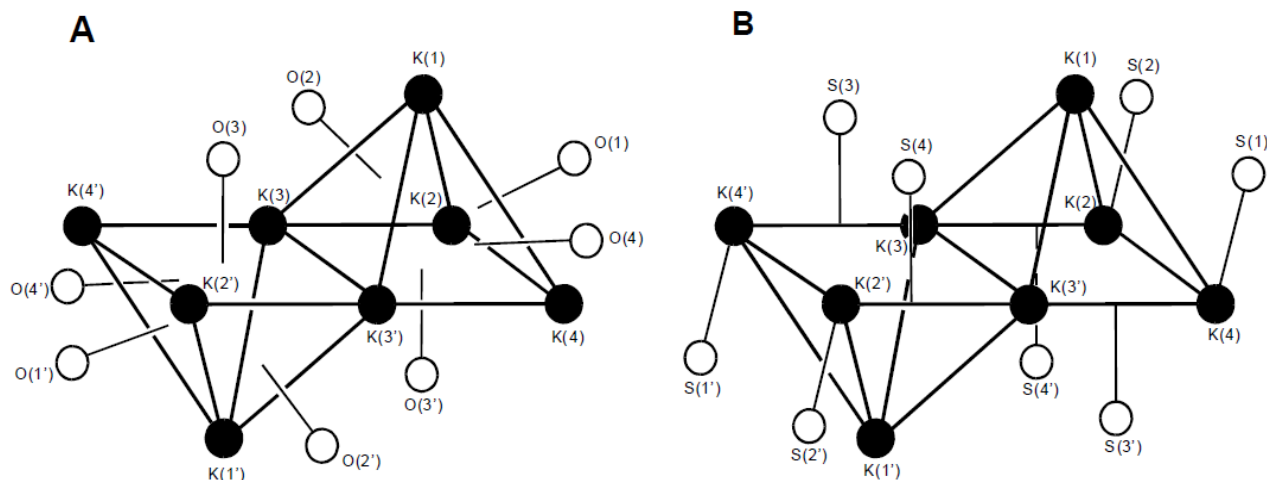 A
K(1)
O(2)
O(3)
O(1)
K(4')
K(3)
K(2)
O(4)
O(4')
K(2')
K(3')
K(4)
O(1')
O(3')
K(1')
O(2')
B
K(1)
S(2)
S(3)
S(4)
S(1)
K(4')
K(2)
K(3)
K(2')
K(3')
K(4)
S(1')
S(4')
S(2')
S(3')
K(1')